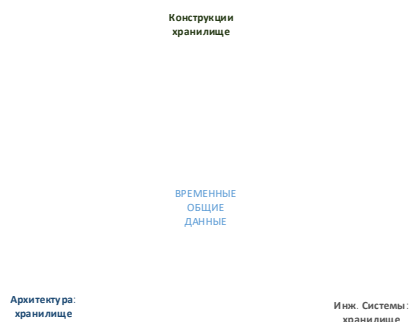 Конструкции
хранилище
ВРЕМЕННЫЕ
ОБЩИЕ
ДАННЫЕ
Архитектура:
хранилище
Инж. Системы:
хранилище